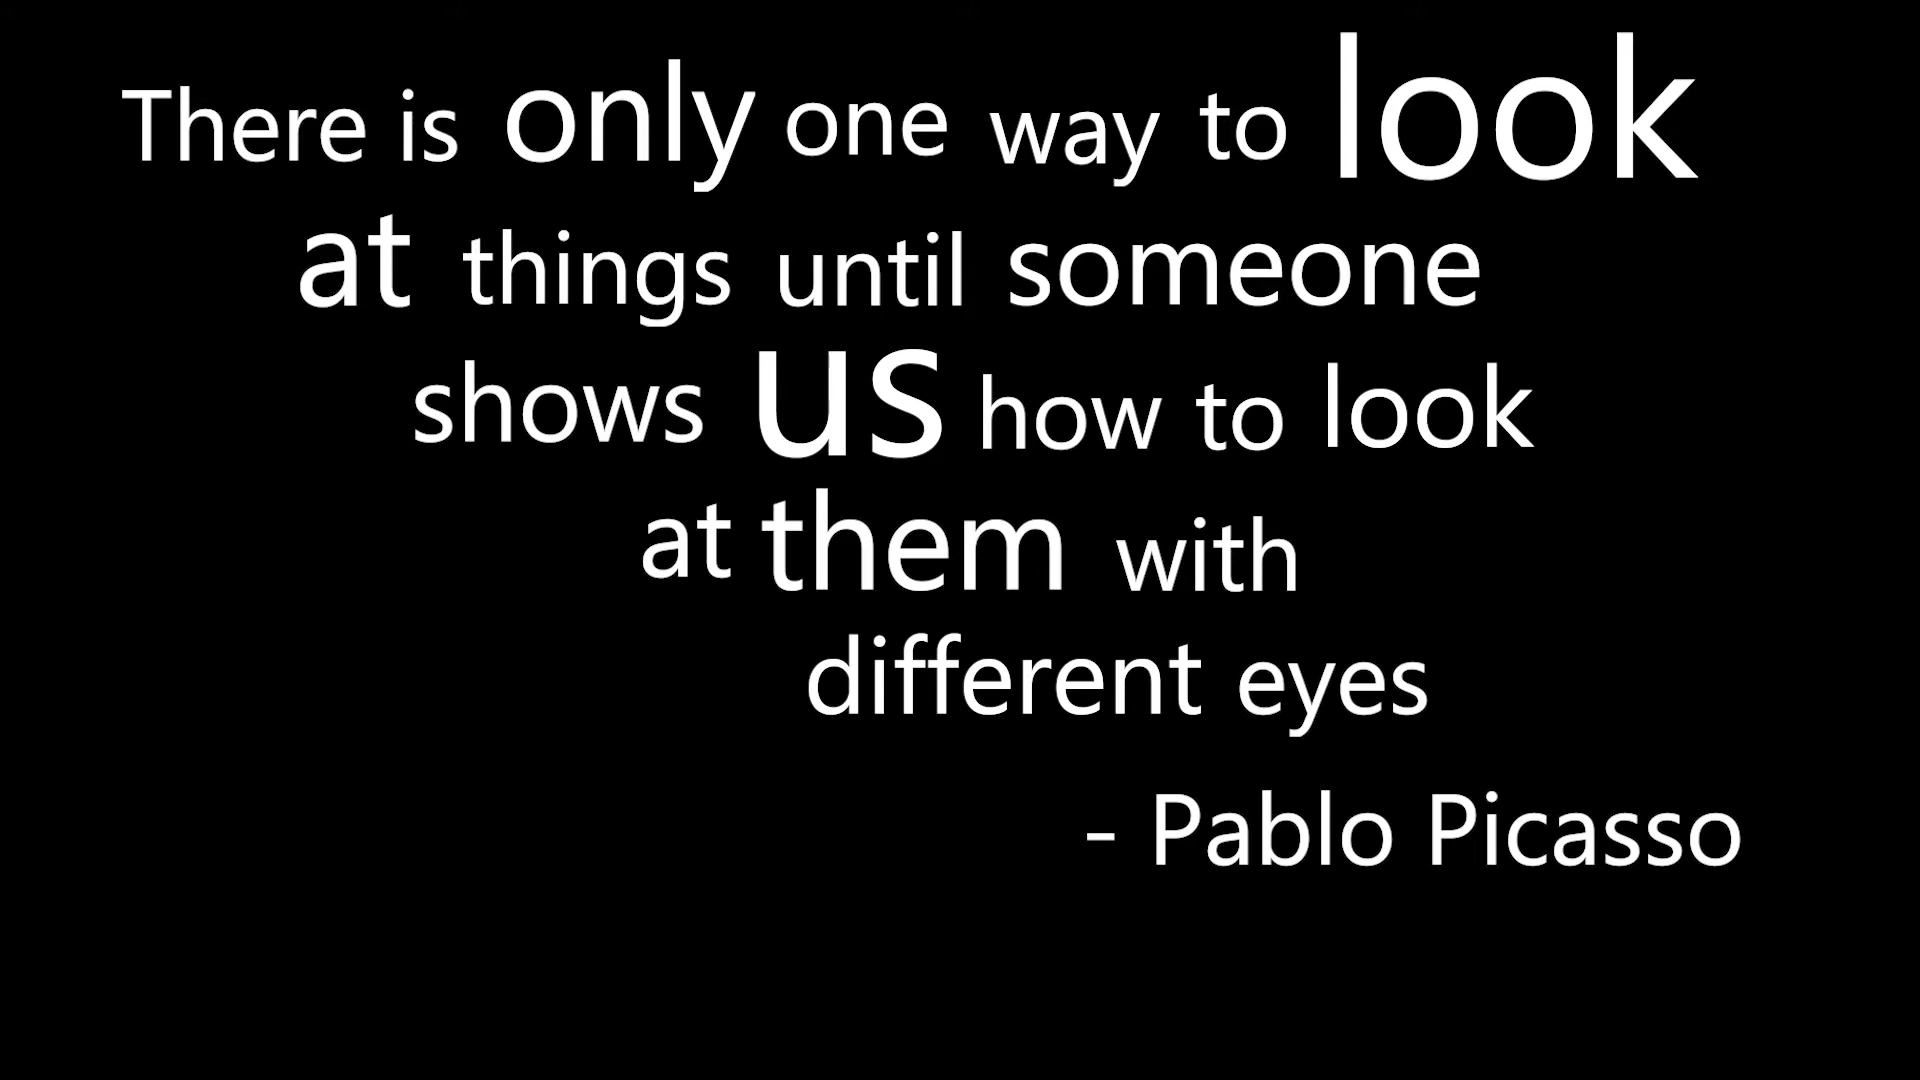 There is only one way to look
at things until someone
shows us how to look
at them with
different eyes
- Pablo Picasso